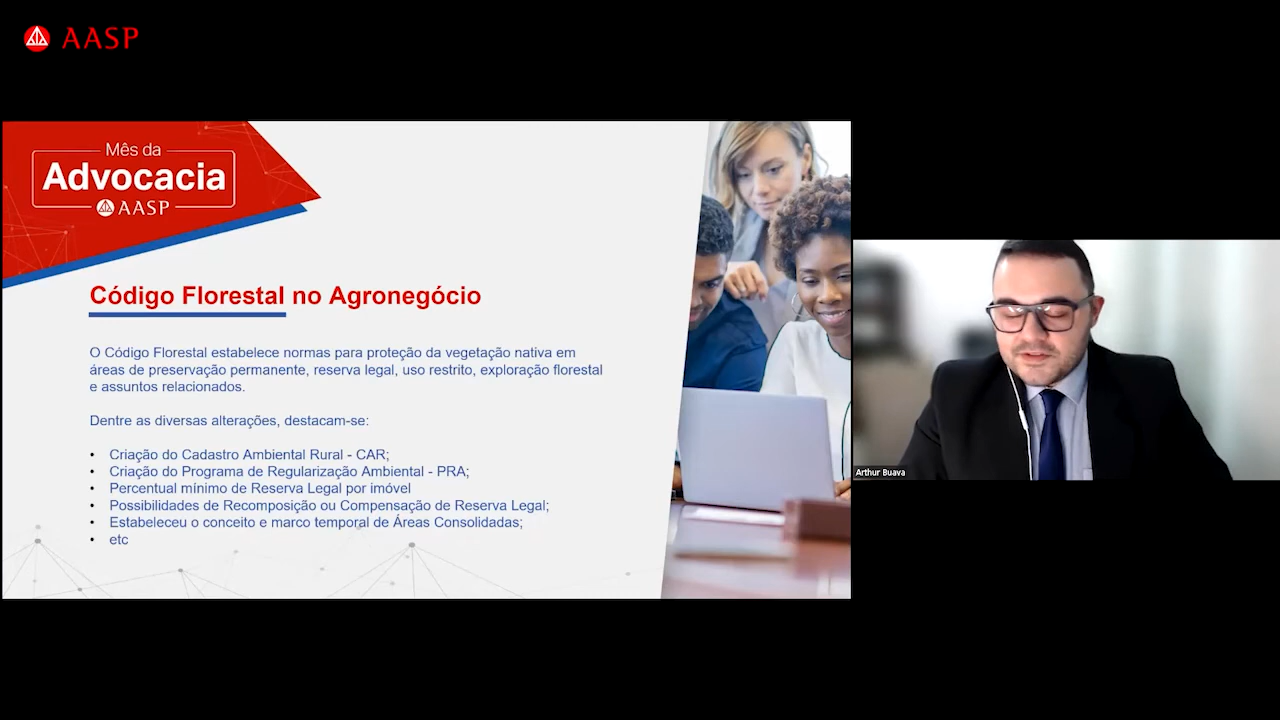 AASP
Mês da
Advocacia
AASP
Código Florestal no Agronegócio
O Código Florestal estabelece normas para proteção da vegetação nativa em
áreas de preservação permanente, reserva legal, uso restrito, exploração florestal
e assuntos relacionados.
Dentre as diversas alterações, destacam-se:
• Criação do Cadastro Ambiental Rural - CAR;
• Criação do Programa de Regularização Ambiental - PRA;
• Percentual mínimo de Reserva Legal por imóvel
• Possibilidades de Recomposição ou Compensação de Reserva Legal;
• Estabeleceu o conceito e marco temporal de Áreas Consolidadas;
• etc
Arthur Buava